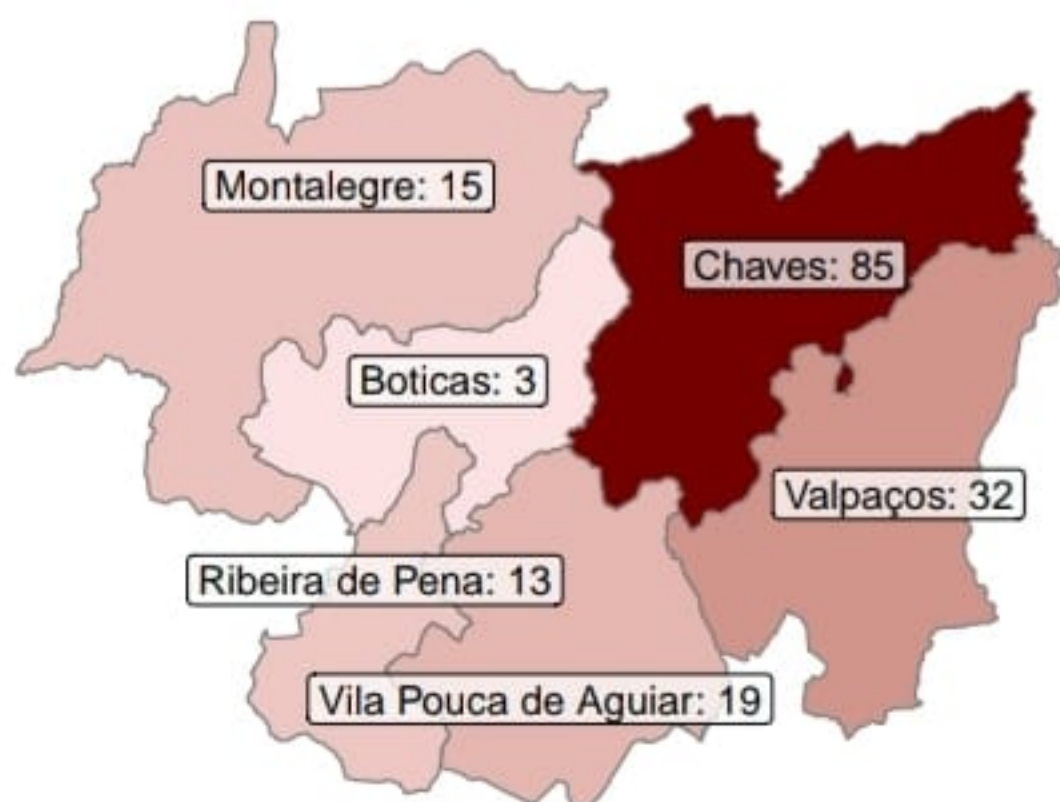 Montalegre: 15
Chaves: 85
Boticas: 3
Valpaços: 32
Ribeira de Pena: 13
Vila Pouca de Aguiar: 19